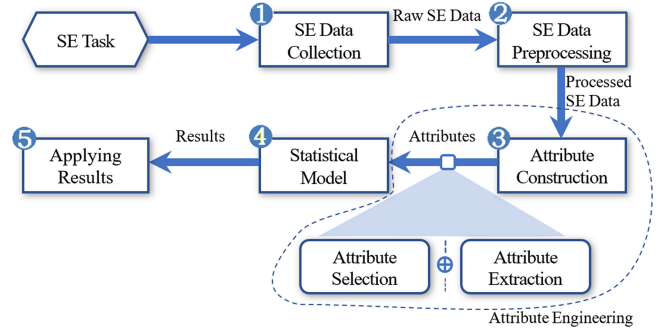 1
2
SE Task
SE Data
Collection
Raw SE Data
SE Data
Preprocessing
Processed
SE Data
5
Applying
Results
Results
4
Statistical
Model
Attributes
3
Attribute
Construction
Attribute
Selection
Attribute
Extraction
Attribute Engineering